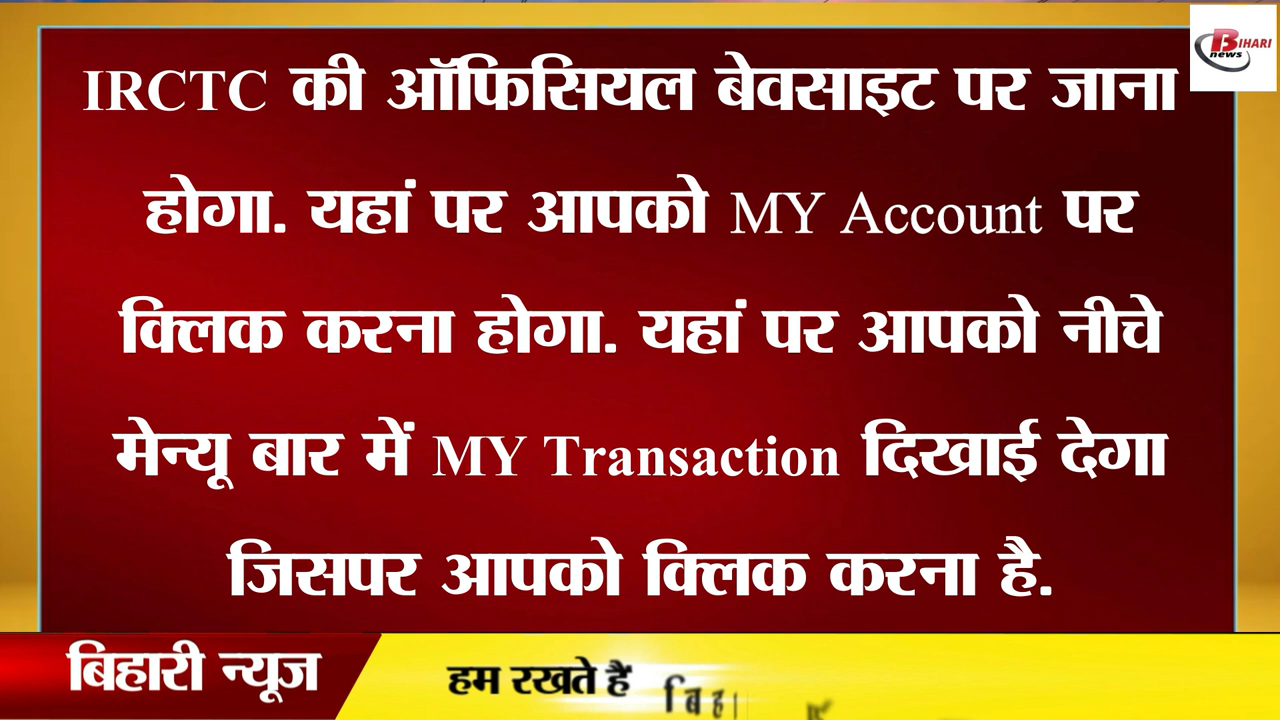 BIHARI
news
IRCTC की ऑफिसियल बेवसाइट पर जाना
होगा. यहां पर आपको MY Account पर
क्लिक करना होगा. यहां पर आपको नीचे
मेन्यू बार में MY Transaction दिखाई देगा
जिसपर आपको क्लिक करना है.
बिहारी न्यूज
हम रखते हैं